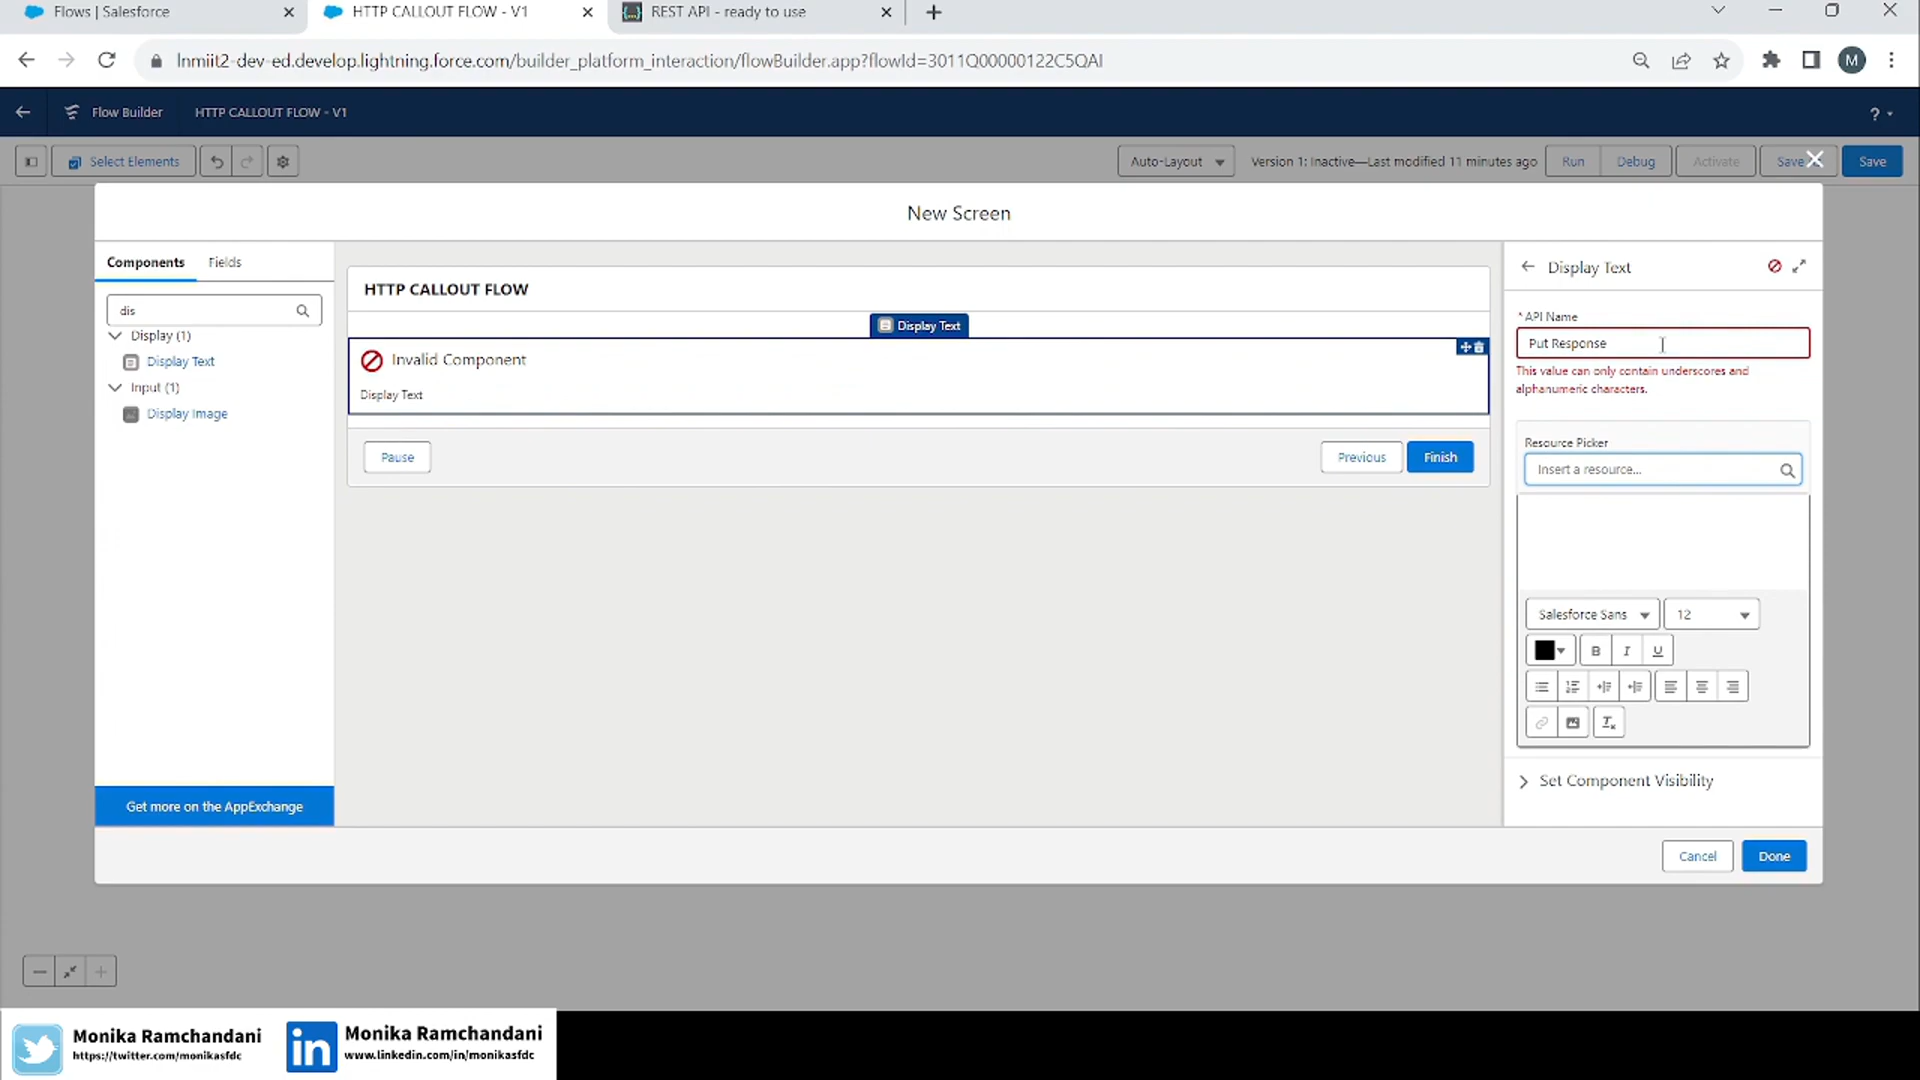 Flows | Salesforce
HTTP CALLOUT FLOW - V1
REST API - ready to use
lnmiit2-dev-ed.develop.lightning.force.com/builder_platform_interaction/flowBuilder.app?flowId=3011Q00000122C5QAI
M
Flow Builder
HTTP CALLOUT FLOW - V1
?
Select Elements
Auto-Layout
Version 1: Inactive—Last modified 11 minutes ago
Run
Debug
Activate
Save
Save
New Screen
Components
Fields
dis
Display (1)
Display Text
Input (1)
Display Image
Get more on the AppExchange
HTTP CALLOUT FLOW
Display Text
Invalid Component
Display Text
Pause
Previous
Finish
Display Text
* API Name
Put Response
This value can only contain underscores and
alphanumeric characters.
Resource Picker
Insert a resource...
Salesforce Sans
12
B
I
U
Set Component Visibility
Cancel
Done
Monika Ramchandani
https://twitter.com/monikasfdc
in
Monika Ramchandani
www.linkedin.com/in/monikasfdc